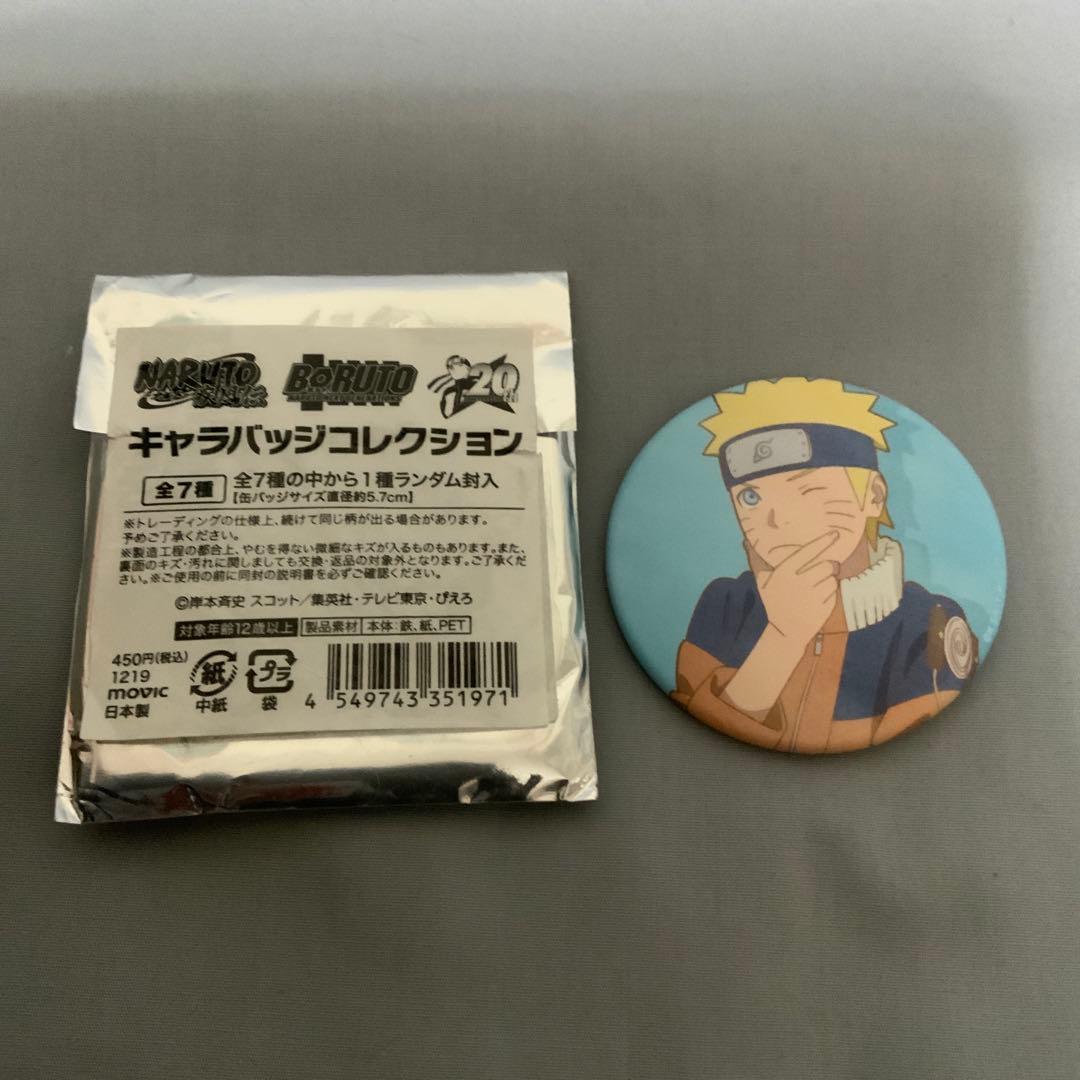 NARUTO 疾風伝
BORUTO
NARUTO NEXT GENERATIONS
20th
キャラバッジコレクション
全7種
全7種の中から1種ランダム封入
【缶バッジサイズ直径約5.7cm】
※トレーディングの仕様上、続けて同じ柄が出る場合があります。
予めご了承ください。
※製造工程の都合上、やむを得ない微細なキズが入るものもあります。また、
裏面のキズ・汚れに関しましても交換・返品の対象外となります。ご了承くださ
い。※ご使用の前に同封の説明書を必ずご確認ください。
©岸本斉史 スコット/集英社・テレビ東京・ぴえろ
対象年齢12歳以上 製品素材 本体:鉄、紙、PET
450円(税込)
1219
movic
日本製
紙
中紙
プラ
袋
4 549743 351971